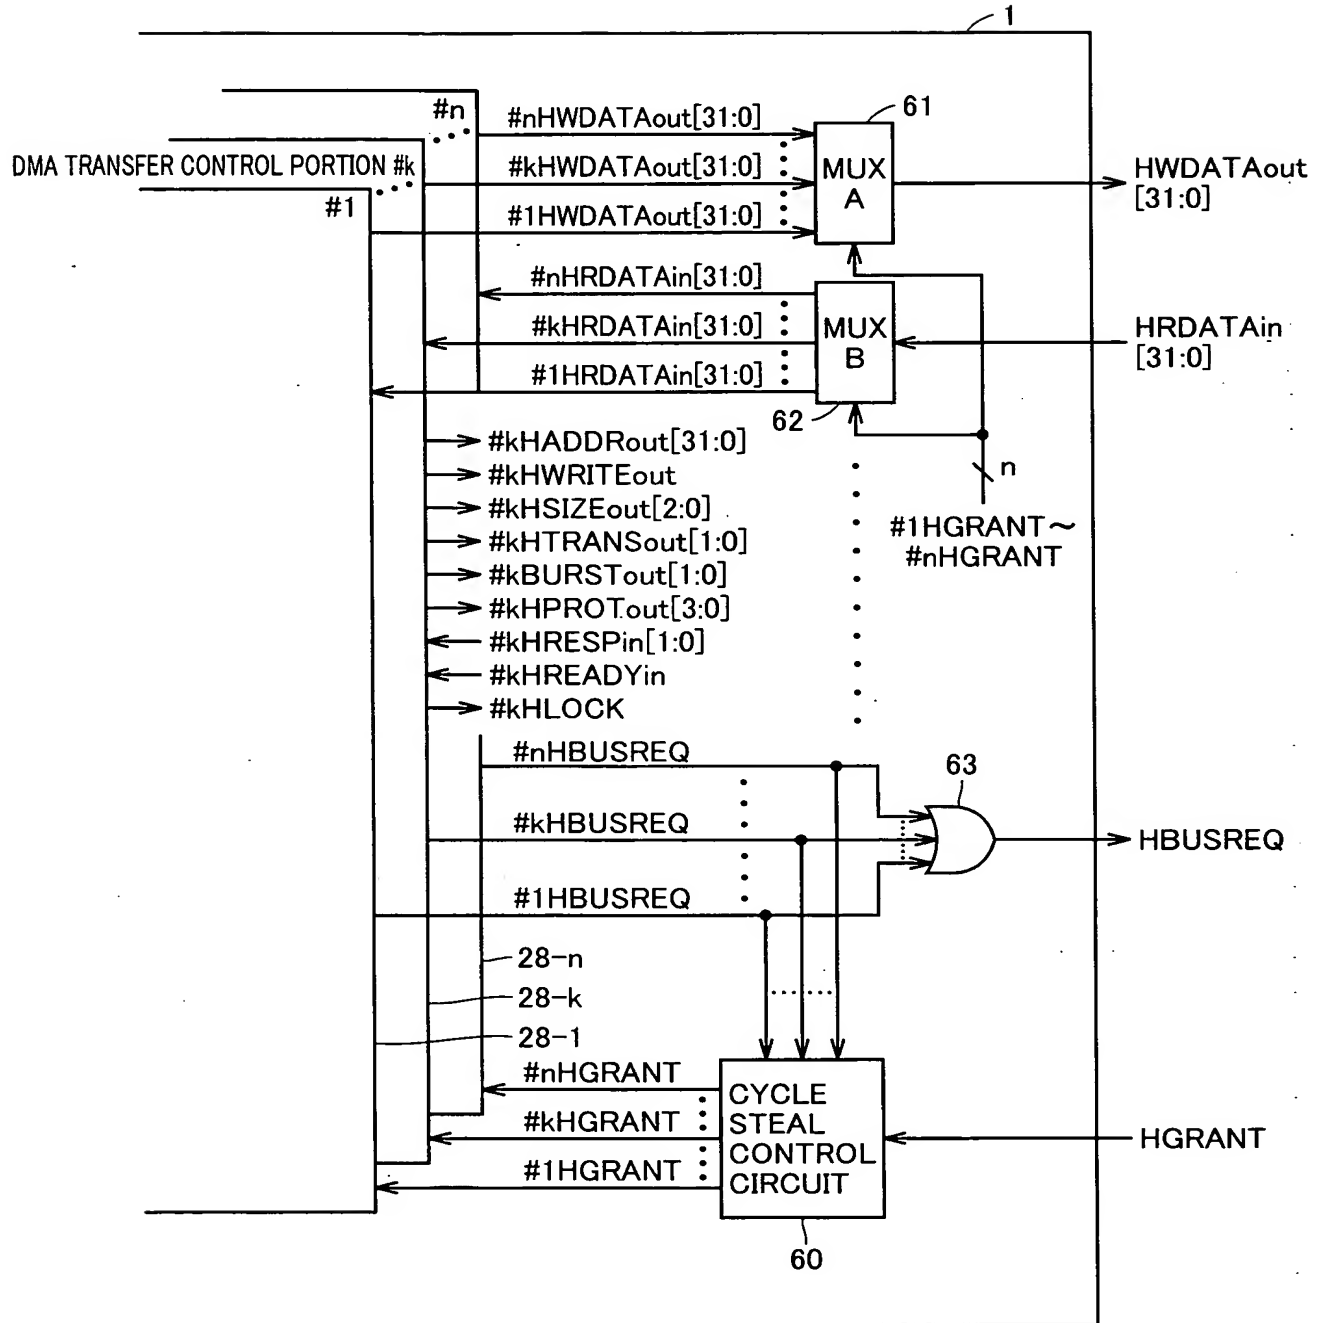 1
#n
#nHWDATAout[31:0]
61
DMA TRANSFER CONTROL PORTION #k
#kHWDATAout[31:0]
MUX
A
HWDATAout
[31:0]
#1
#1HWDATAout[31:0]
#nHRDATAin[31:0]
#kHRDATAin[31:0]
MUX
B
HRDATAin
[31:0]
#1HRDATAin[31:0]
62
n
#1HGRANT～
#nHGRANT
#kHADDRout[31:0]
#kHWRITEout
#kHSIZEout[2:0]
#kHTRANSout[1:0]
#kBURSTout[1:0]
#kHPROTout[3:0]
#kHRESPin[1:0]
#kHREADYin
#kHLOCK
#nHBUSREQ
63
#kHBUSREQ
HBUSREQ
#1HBUSREQ
28-n
28-k
28-1
#nHGRANT
#kHGRANT
#1HGRANT
CYCLE
STEAL
CONTROL
CIRCUIT
HGRANT
60